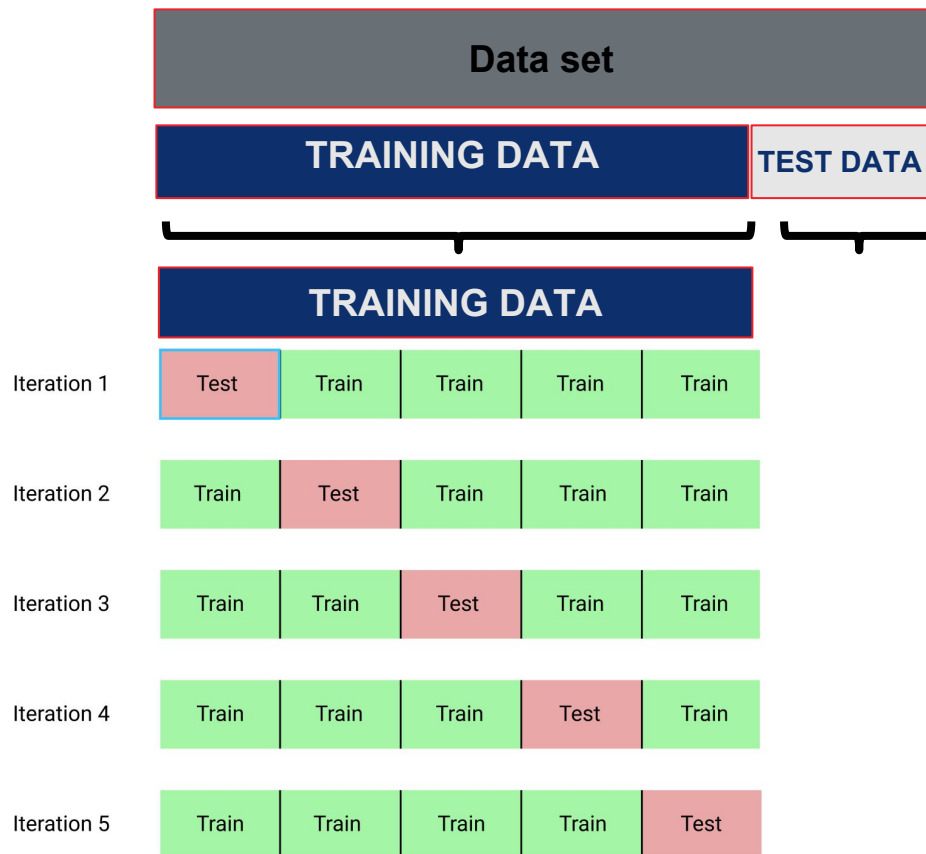 Data set
TRAINING DATA TEST DATA
TRAINING DATA
Iteration 1 Test Train Train Train Train
Iteration 2 Train Test Train Train Train
Iteration 3 Train Train Test Train Train
Iteration 4 Train Train Train Test Train
Iteration 5 Train Train Train Train Test